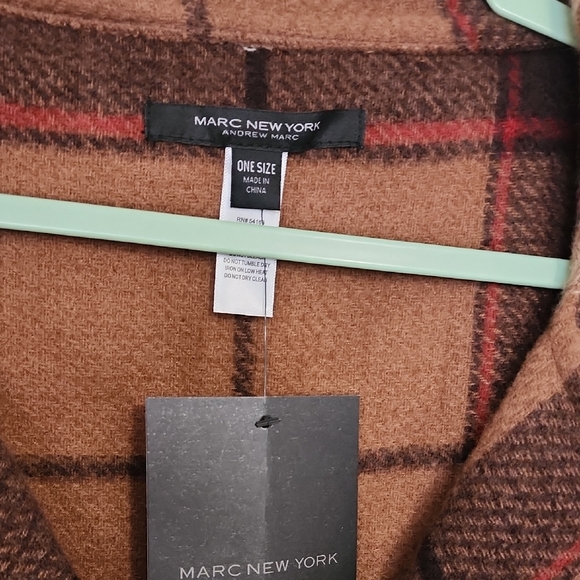 MARC NEW YORK
ANDREW MARC
ONE SIZE
MADE IN
CHINA
DO NOT TUMBLE DRY
IRON ON LOW HEAT
DO NOT DRY CLEAN
MARC NEW YORK